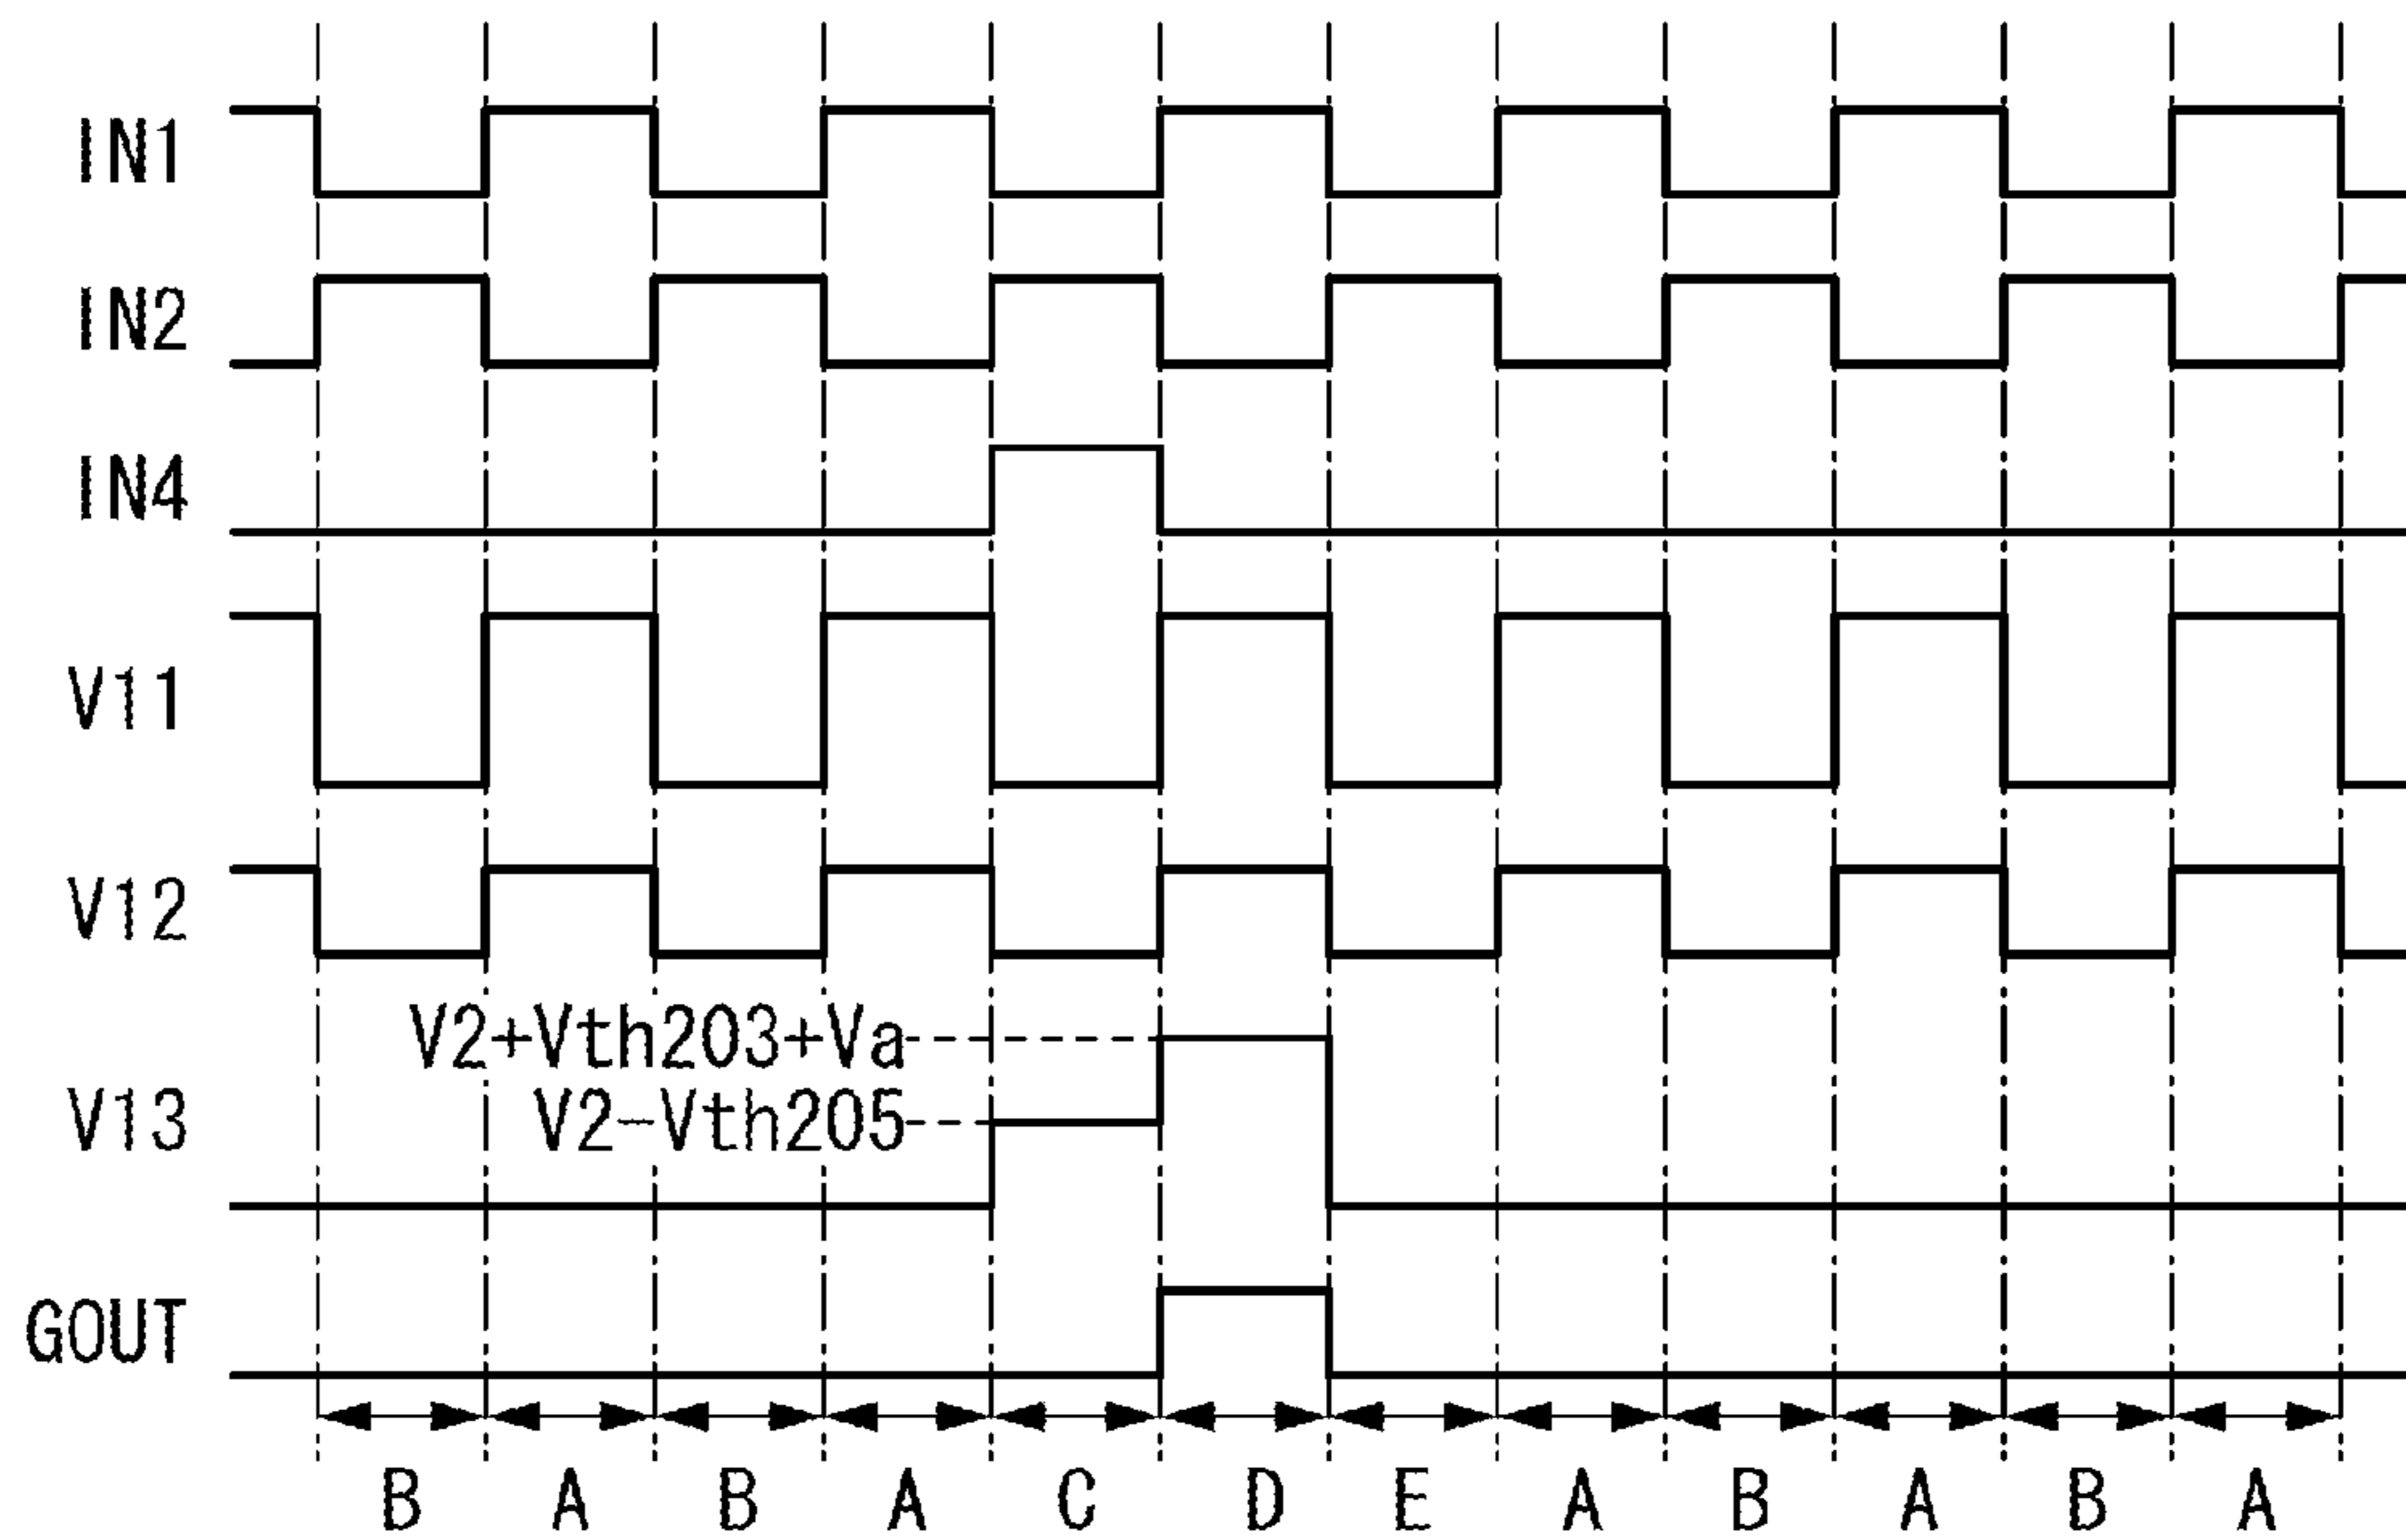 IN1
IN2
IN4
V11
V12
V2+Vth203+Va
V13
V2-Vth205
GOUT
B A B A C D E A B A B A